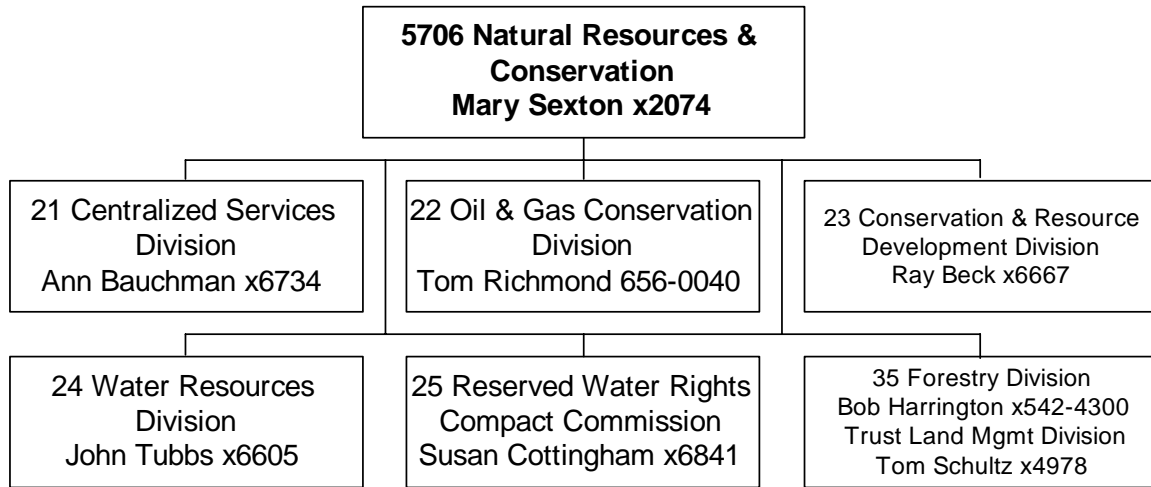 5706 Natural Resources &
Conservation
Mary Sexton x2074
21 Centralized Services
Division
Ann Bauchman x6734
22 Oil & Gas Conservation
Division
Tom Richmond 656-0040
23 Conservation & Resource
Development Division
Ray Beck x6667
24 Water Resources
Division
John Tubbs x6605
25 Reserved Water Rights
Compact Commission
Susan Cottingham x6841
35 Forestry Division
Bob Harrington x542-4300
Trust Land Mgmt Division
Tom Schultz x4978